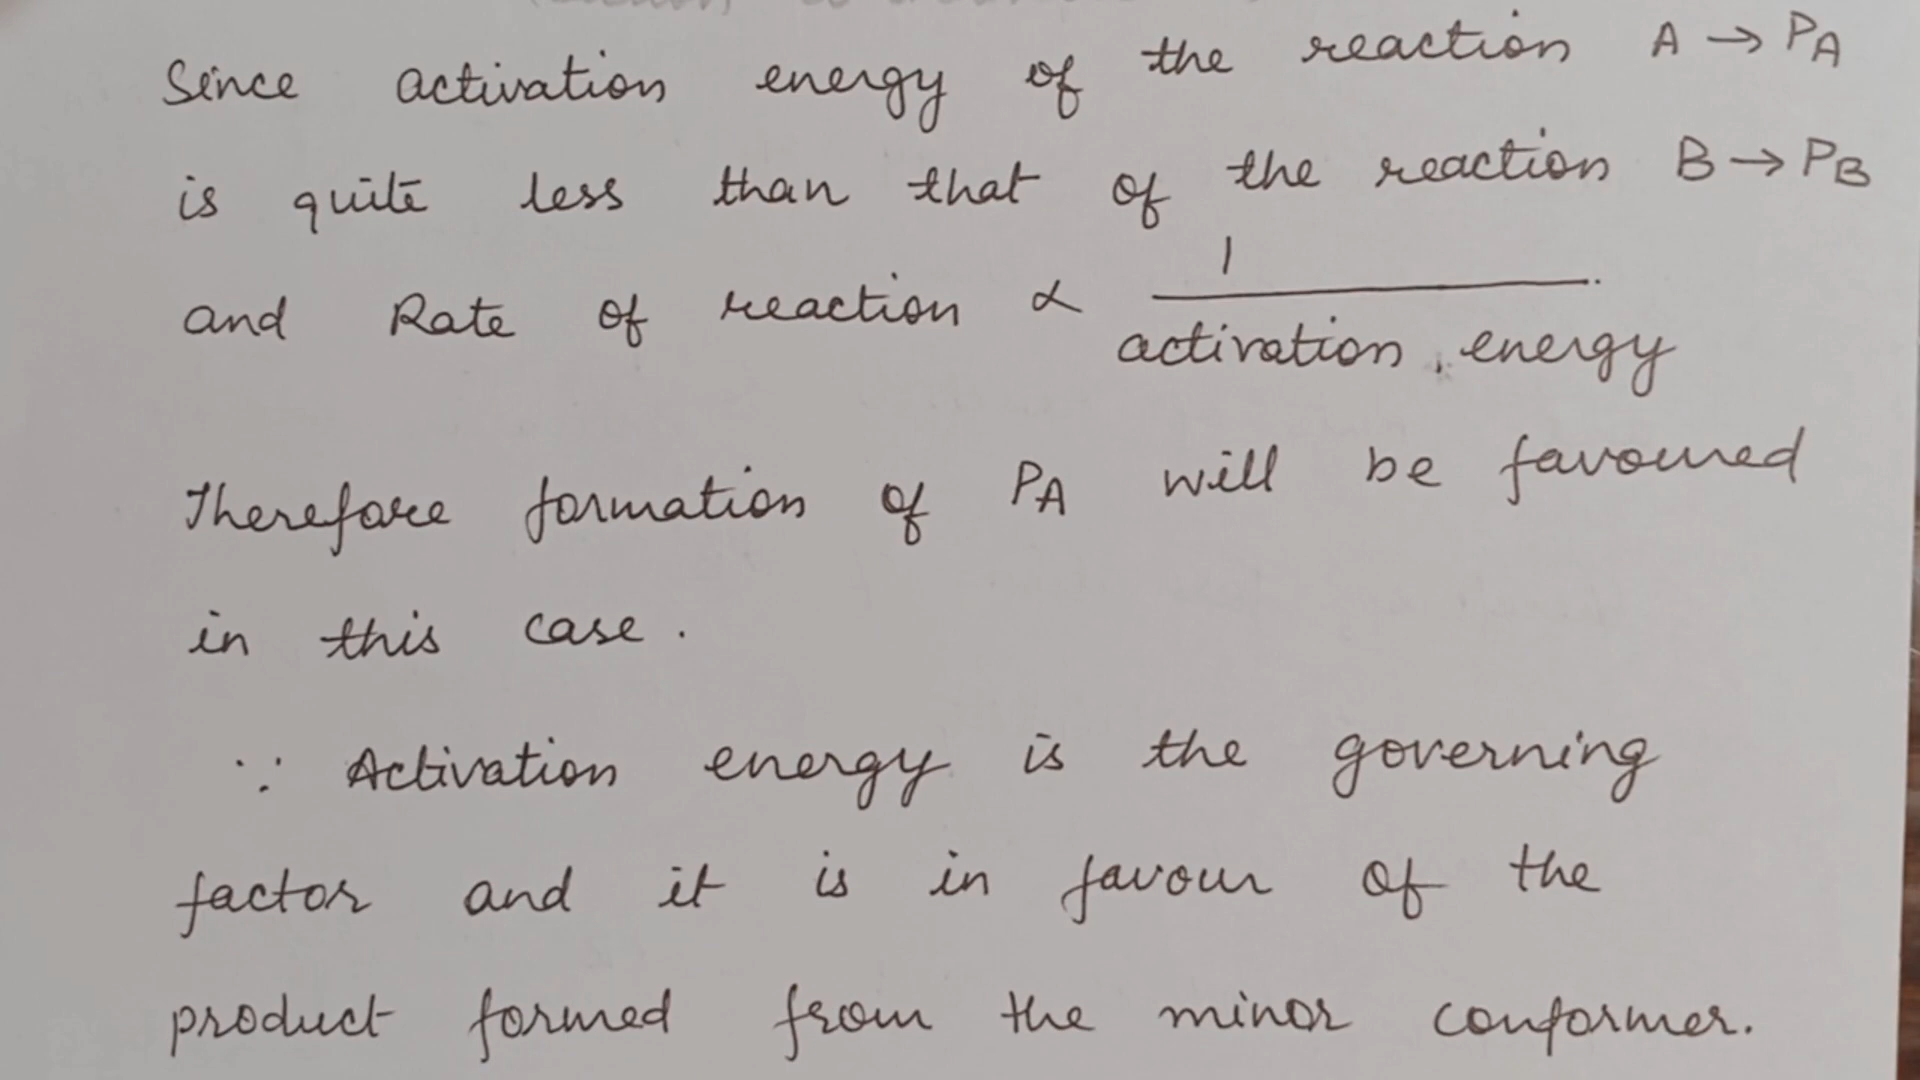 Since activation energy of the reaction A → PA
is quite less than that of the reaction B → PB
and Rate of reaction ∝ 1 / activation energy
Therefore formation of PA will be favoured
in this case.
∵ Activation energy is the governing
factor and it is in favour of the
product formed from the minor conformer.